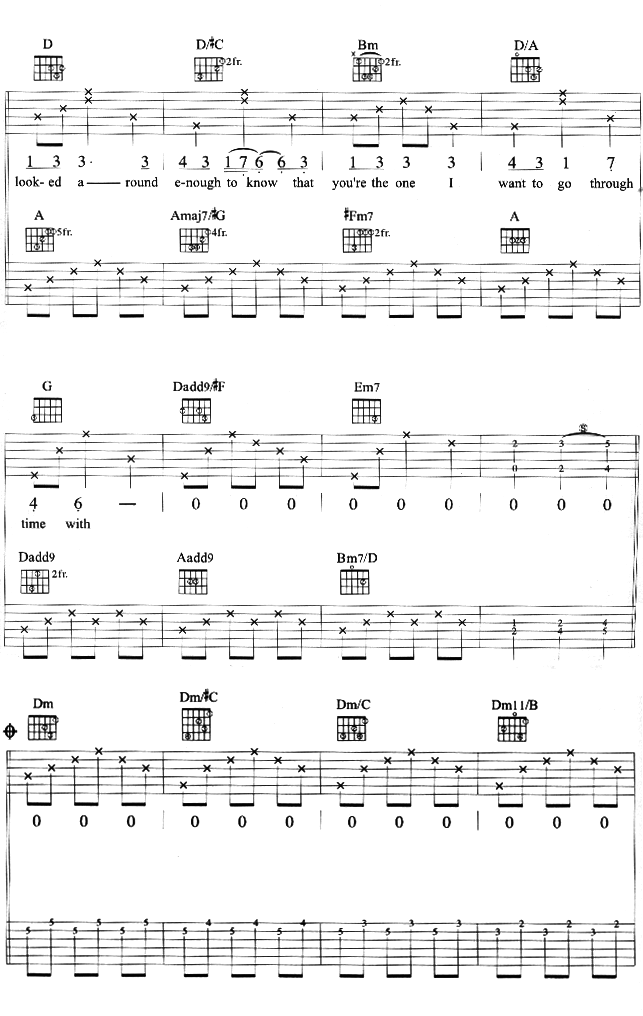 D D/#C Bm D/A
2fr. x 2fr.
1 3 3· 3 4 3 1 7 6 6 3 1 3 3 3 4 3 1 7
look- ed a — round e-nough to know that you're the one I want to go through
A Amaj7/#G #Fm7 A
5fr. 4fr. 2fr.
G Dadd9/#F Em7
2 3 S 5
0 2 4
4 6 — 0 0 0 0 0 0 0 0 0
time with
Dadd9 Aadd9 Bm7/D
2fr.
1 2 4
2 4 5
Dm Dm/#C Dm/C Dm11/B
0 0 0 0 0 0 0 0 0 0 0 0
5 5 5 5 5 5 5 4 5 4 5 4 5 3 5 3 5 3 3 2 3 2 3 2